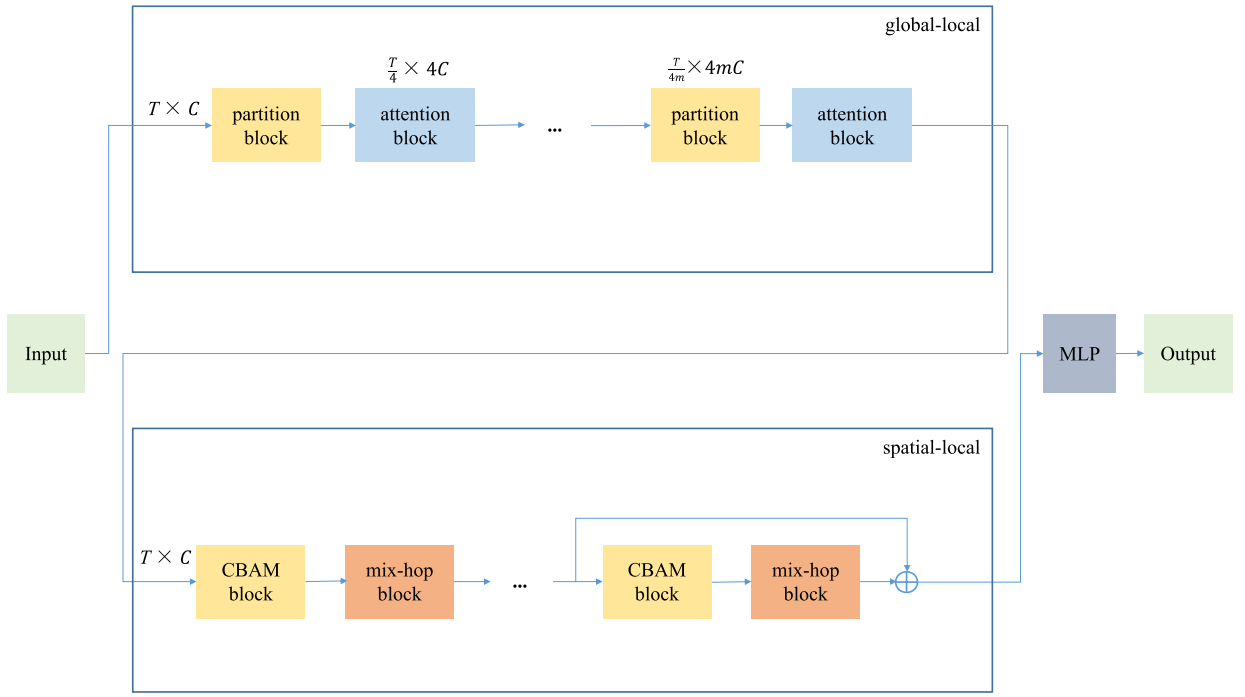 global-local
T/4 × 4C
T/4m × 4mC
T × C
partition
block
attention
block
...
partition
block
attention
block
Input
MLP
Output
spatial-local
T × C
CBAM
block
mix-hop
block
...
CBAM
block
mix-hop
block